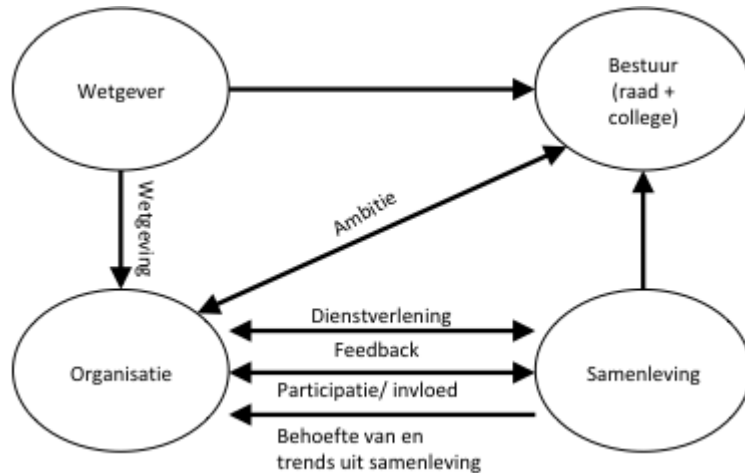 Wetgever
Bestuur
(raad +
college)
Wetgeving
Ambitie
Dienstverlening
Feedback
Organisatie
Samenleving
Participatie/ invloed
Behoefte van en
trends uit samenleving